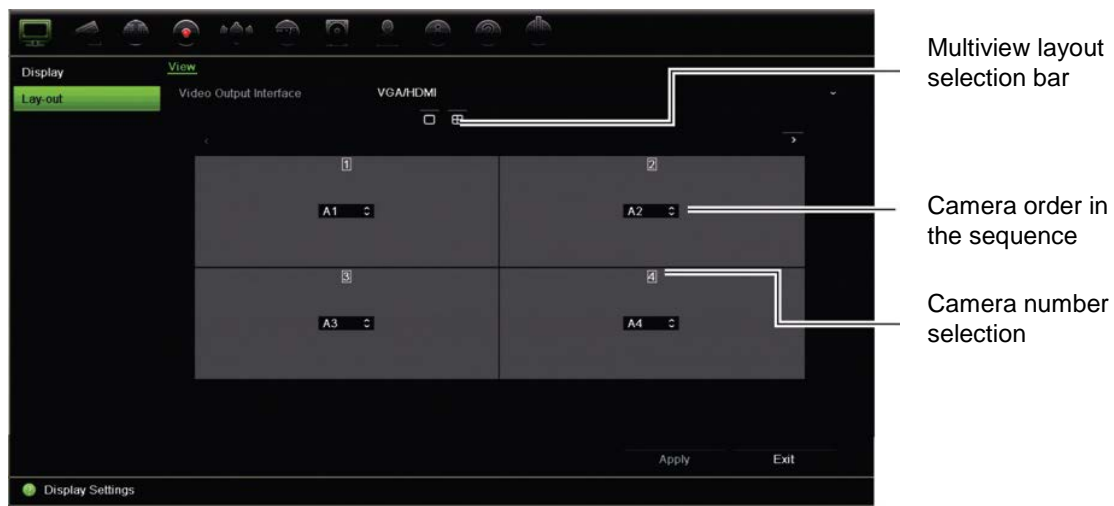 Display
View
Lay-out
Video Output Interface VGA/HDMI
1
2
A1
A2
3
4
A3
A4
Apply Exit
Display Settings
Multiview layout
selection bar
Camera order in
the sequence
Camera number
selection